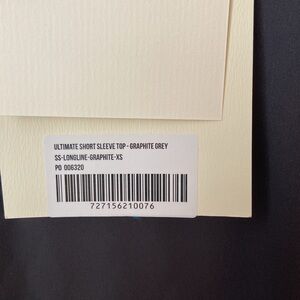 ULTIMATE SHORT SLEEVE TOP - GRAPHITE GREY
SS-LONGLINE-GRAPHITE-XS
PO 006320
727156210076